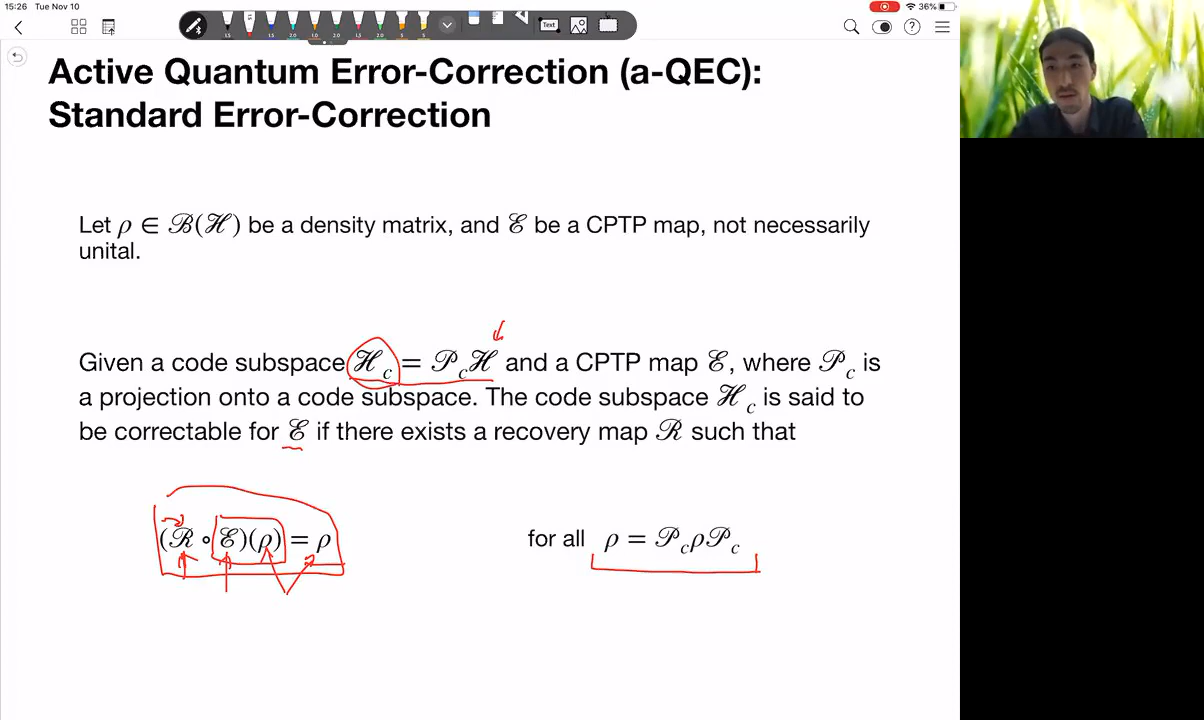 15:26 Tue Nov 10
36%
Text
Active Quantum Error-Correction (a-QEC):
Standard Error-Correction
Let ρ ∈ ℬ(ℋ) be a density matrix, and ℰ be a CPTP map, not necessarily
unital.
Given a code subspace ℋ_c = 𝒫_cℋ and a CPTP map ℰ, where 𝒫_c is
a projection onto a code subspace. The code subspace ℋ_c is said to
be correctable for ℰ if there exists a recovery map ℛ such that
(ℛ ∘ ℰ)(ρ) = ρ for all ρ = 𝒫_cρ𝒫_c